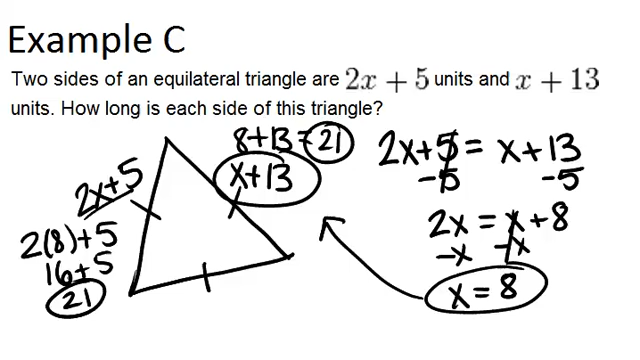 Example C
Two sides of an equilateral triangle are 2x + 5 units and x + 13
units. How long is each side of this triangle?
8+13=21
x+13
2x+5
2(8)+5
16+5
21
2x+5 = x+13
-5 -5
2x = x+8
-x -x
x = 8